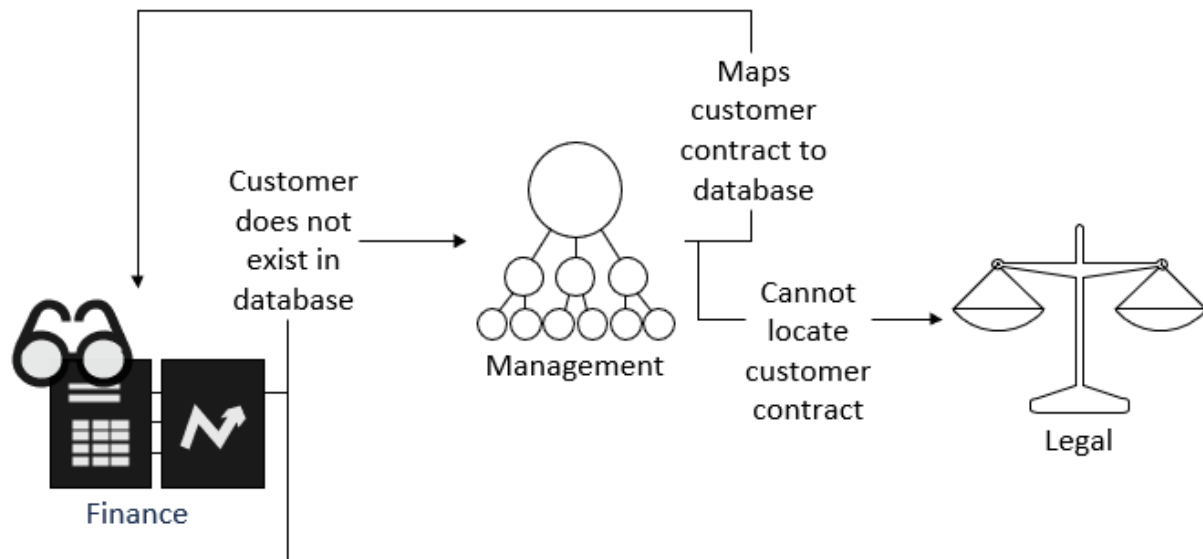 Maps
customer
contract to
database
Customer
does not
exist in
database
Management
Cannot
locate
customer
contract
Legal
Finance